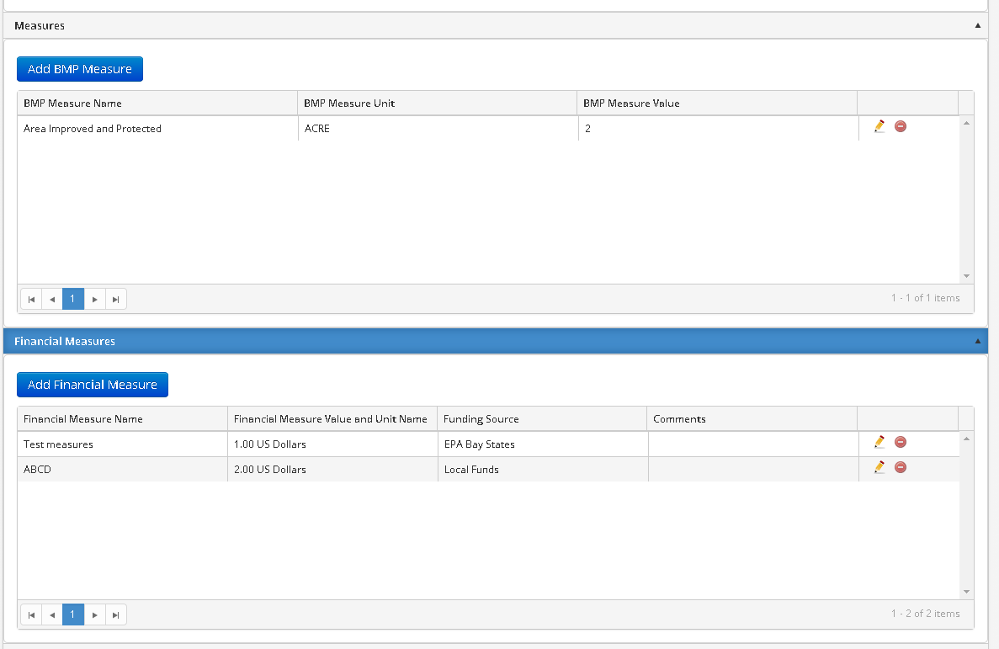 Measures
Add BMP Measure
BMP Measure Name BMP Measure Unit BMP Measure Value
Area Improved and Protected ACRE 2
1
1 - 1 of 1 items
Financial Measures
Add Financial Measure
Financial Measure Name Financial Measure Value and Unit Name Funding Source Comments
Test measures 1.00 US Dollars EPA Bay States
ABCD 2.00 US Dollars Local Funds
1
1 - 2 of 2 items